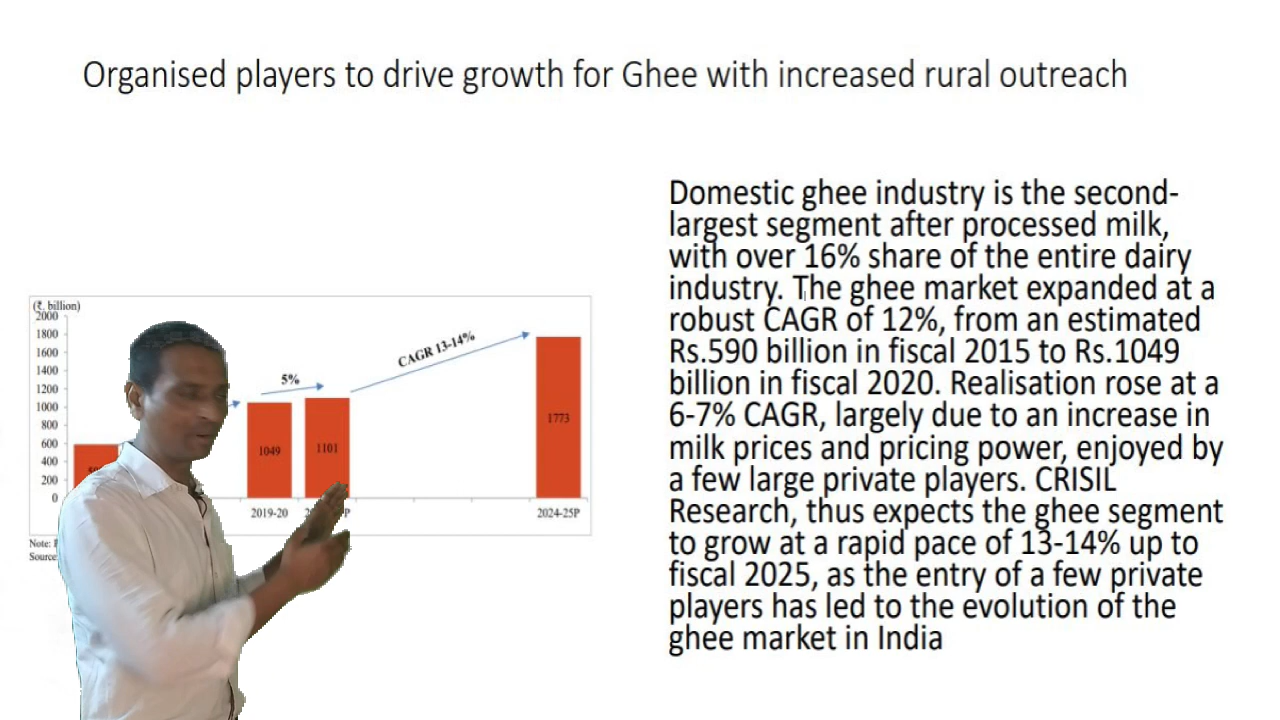 Organised players to drive growth for Ghee with increased rural outreach
Domestic ghee industry is the second-
largest segment after processed milk,
with over 16% share of the entire dairy
industry. The ghee market expanded at a
robust CAGR of 12%, from an estimated
Rs.590 billion in fiscal 2015 to Rs.1049
billion in fiscal 2020. Realisation rose at a
6-7% CAGR, largely due to an increase in
milk prices and pricing power, enjoyed by
a few large private players. CRISIL
Research, thus expects the ghee segment
to grow at a rapid pace of 13-14% up to
fiscal 2025, as the entry of a few private
players has led to the evolution of the
ghee market in India
(₹. billion)
2000
1800
1600
1400
1200
1000
800
600
400
200
0
5%
CAGR 13-14%
1049
1101
1773
2019-20
2024-25P
Note:
Source